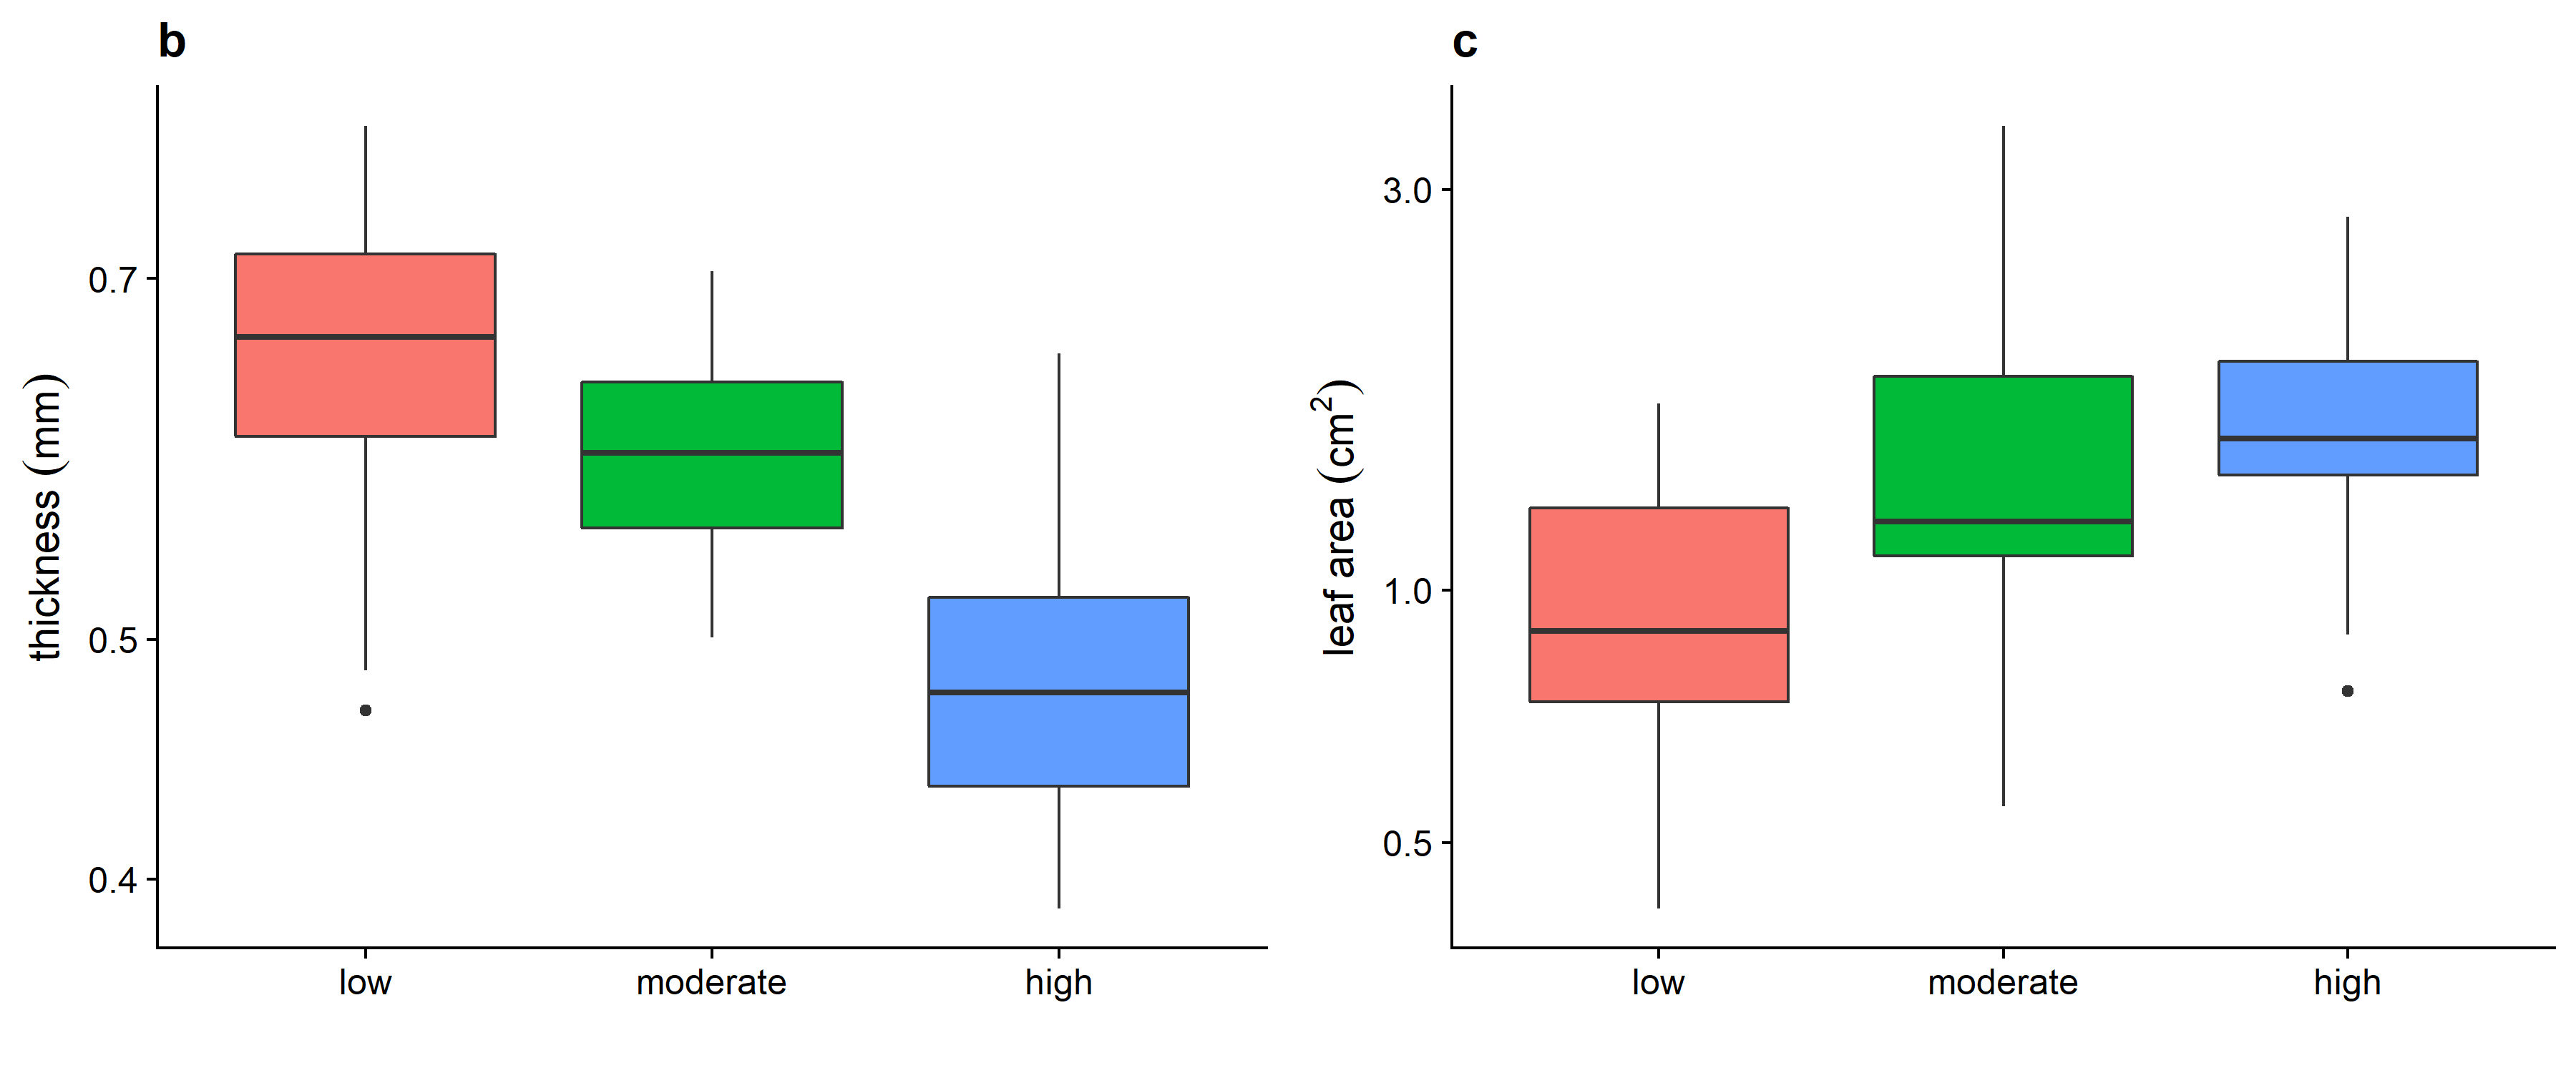 b
thickness (mm)
0.7
0.5
0.4
low moderate high
c
leaf area (cm²)
3.0
1.0
0.5
low moderate high